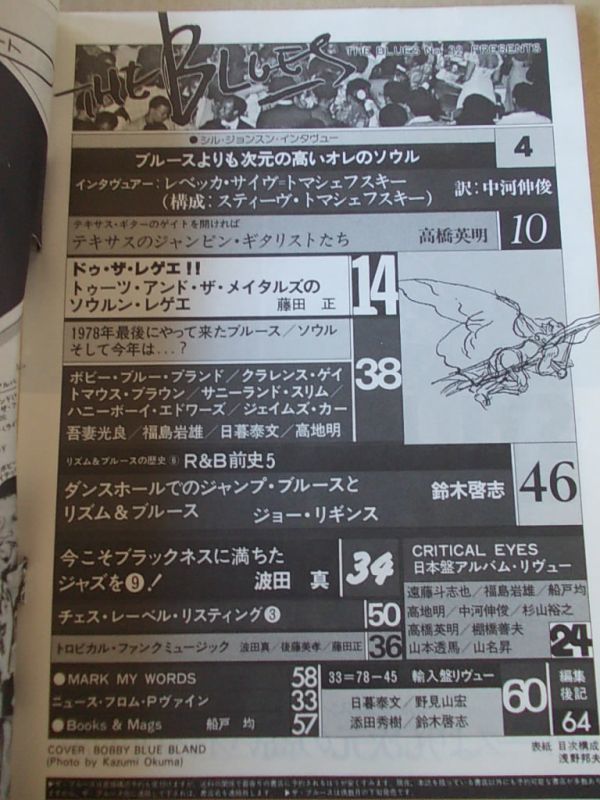 THE BLUES
THE BLUES No. 32 PRESENTS
●シル・ジョンスン・インタヴュー
ブルースよりも次元の高いオレのソウル
4
インタヴュアー：レベッカ・サイヴ=トマシェフスキー
（構成：スティーヴ・トマシェフスキー）
訳：中河伸俊
テキサス・ギターのゲイトを開ければ
テキサスのジャンピン・ギタリストたち
高橋英明
10
ドゥ・ザ・レゲエ!!
トゥーツ・アンド・ザ・メイタルズの
ソウルン・レゲエ
藤田 正
14
1978年最後にやって来たブルース／ソウル
そして今年は...？
ボビー・ブルー・ブランド／クラレンス・ゲイ
トマウス・ブラウン／サニーランド・スリム／
ハニーボーイ・エドワーズ／ジェイムズ・カー
吾妻光良／福島岩雄／日暮泰文／高地明
38
リズム＆ブルースの歴史⑥ R&B前史5
ダンスホールでのジャンプ・ブルースと
リズム＆ブルース ジョー・リギンス
鈴木啓志
46
今こそブラックネスに満ちた
ジャズを⑨！ 波田 真
34
チェス・レーベル・リスティング③
50
トロピカル・ファンクミュージック 波田真／後藤美孝／藤田正
36
CRITICAL EYES
日本盤アルバム・リヴュー
遠藤斗志也／福島岩雄／船戸均
高地明／中河伸俊／杉山裕之
高橋英明／棚橋善夫
山本透馬／山名昇
24
●MARK MY WORDS
58
ニュース・フロム・Pヴァイン
33
●Books & Mags 船戸 均
57
33=78-45 輸入盤リヴュー
日暮泰文／野見山宏
添田秀樹／鈴木啓志
60
編集
後記
64
COVER : BOBBY BLUE BLAND
(Photo by Kazumi Okuma)
表紙 目次構成
浅野邦夫